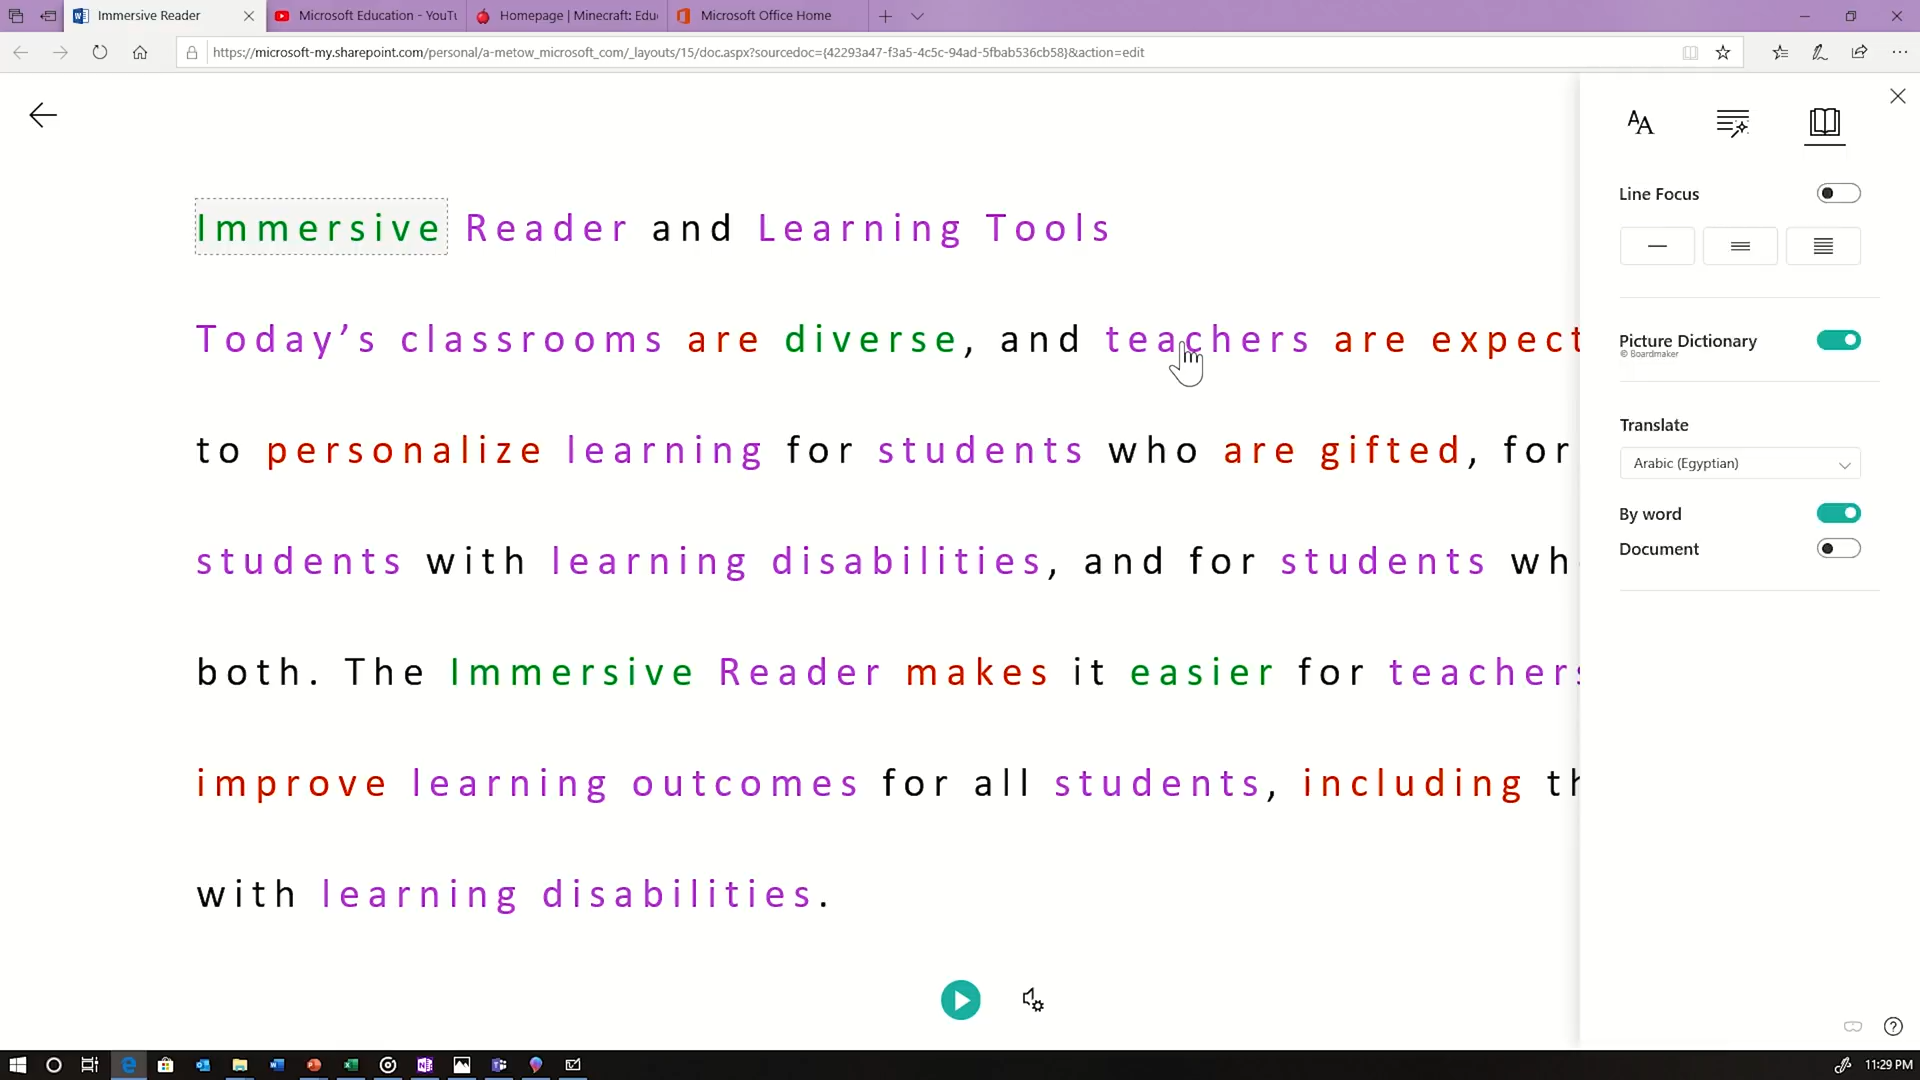 Immersive Reader
Microsoft Education - YouTu
Homepage | Minecraft: Edu
Microsoft Office Home
https://microsoft-my.sharepoint.com/personal/a-metow_microsoft_com/_layouts/15/doc.aspx?sourcedoc={42293a47-f3a5-4c5c-94ad-5fbab536cb58}&action=edit
Immersive Reader and Learning Tools
Today’s classrooms are diverse, and teachers are expect
to personalize learning for students who are gifted, for
students with learning disabilities, and for students who
both. The Immersive Reader makes it easier for teachers
improve learning outcomes for all students, including th
with learning disabilities.
Line Focus
Picture Dictionary
© Boardmaker
Translate
Arabic (Egyptian)
By word
Document
11:29 PM